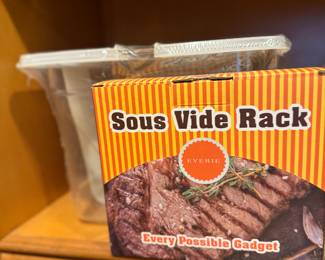 Sous Vide Rack
EVERIE
Every Possible Gadget